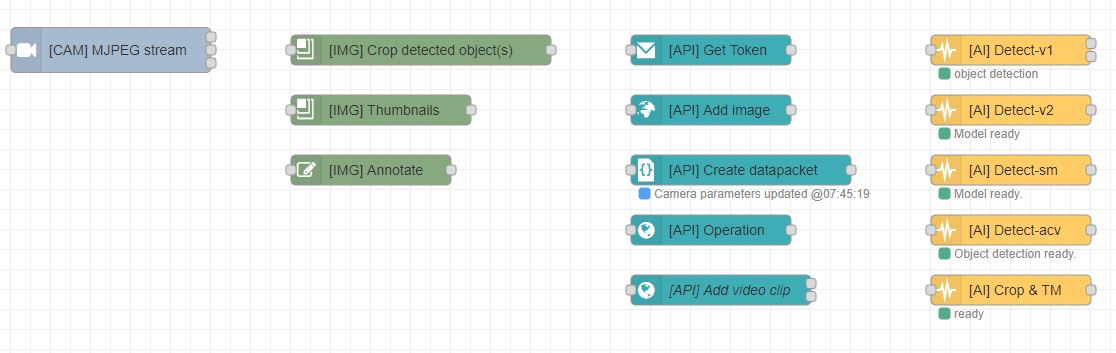 [CAM] MJPEG stream
[IMG] Crop detected object(s)
[API] Get Token
[AI] Detect-v1
object detection
[IMG] Thumbnails
[API] Add image
[AI] Detect-v2
Model ready
[IMG] Annotate
[API] Create datapacket
Camera parameters updated @07:45:19
[AI] Detect-sm
Model ready.
[API] Operation
[AI] Detect-acv
Object detection ready.
[API] Add video clip
[AI] Crop & TM
ready